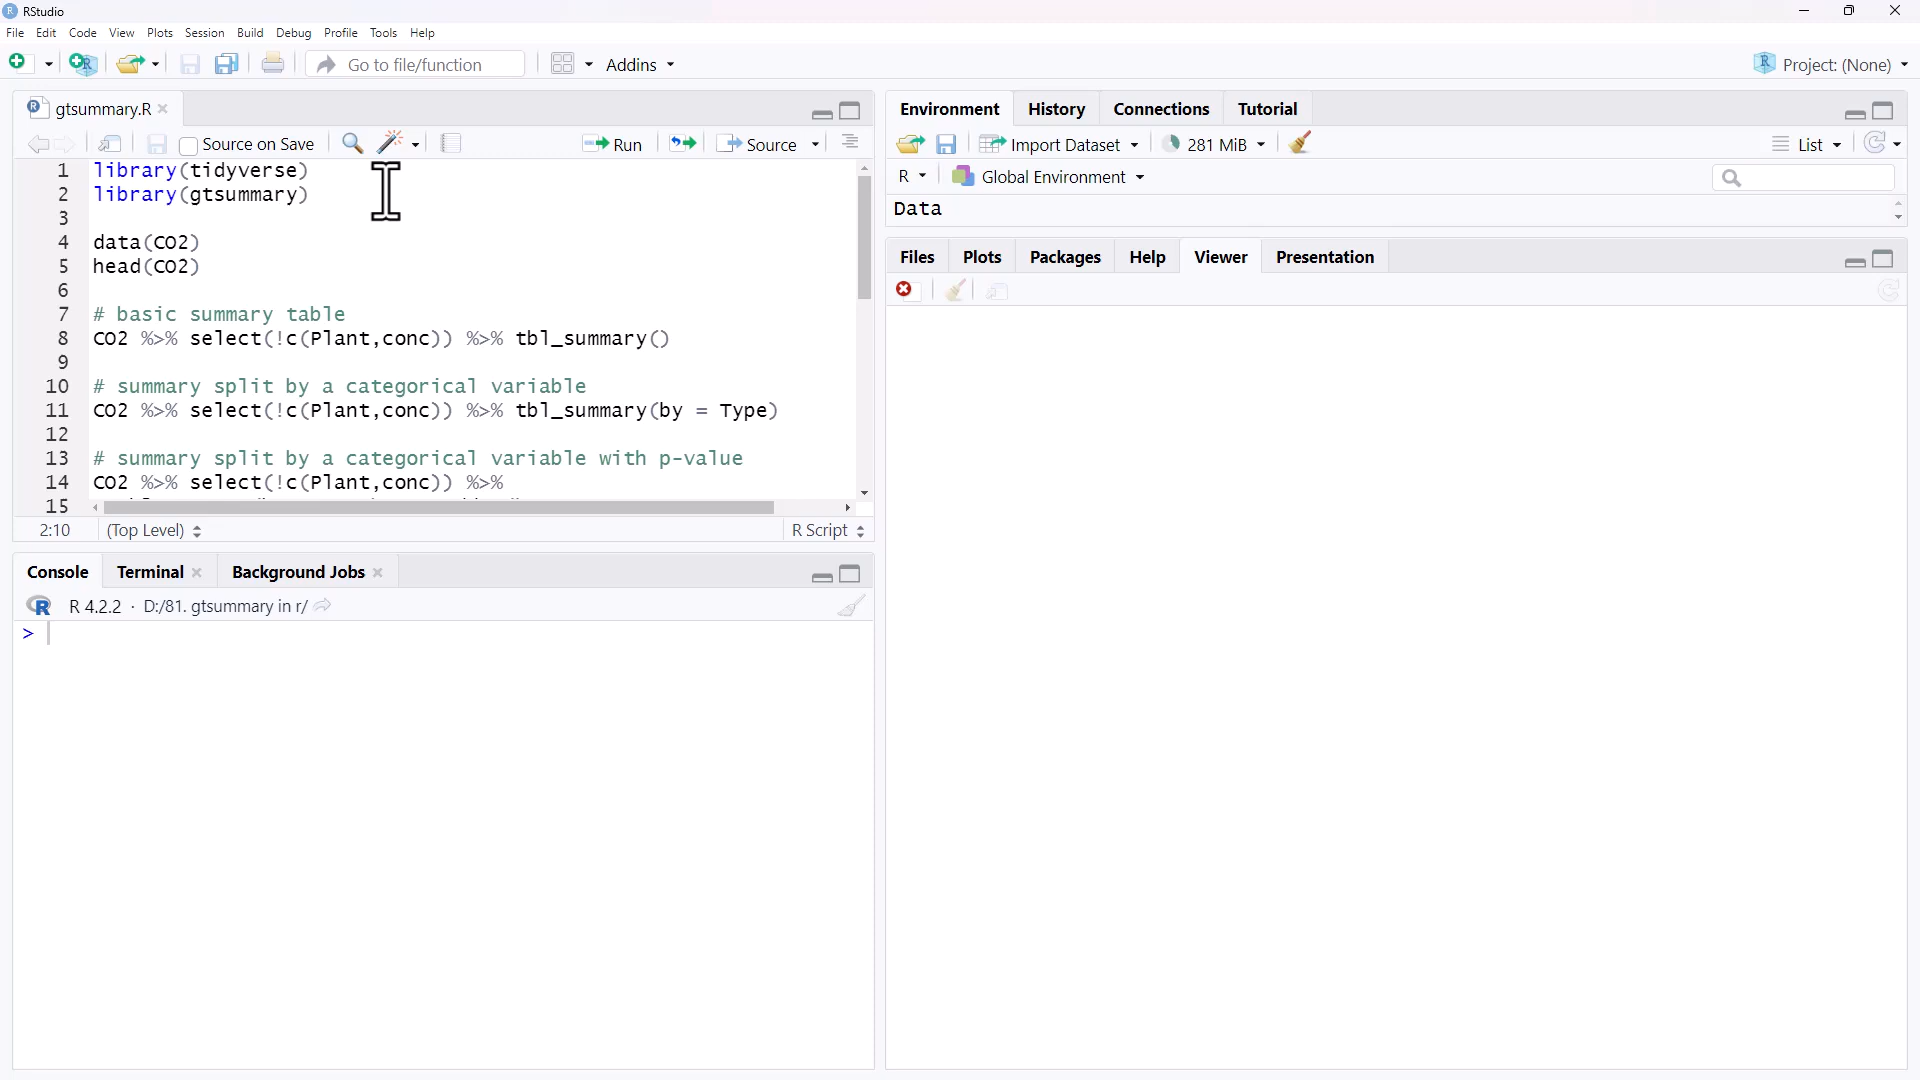 RStudio
File Edit Code View Plots Session Build Debug Profile Tools Help
Go to file/function Addins Project: (None)
gtsummary.R
Source on Save Run Source
1 library(tidyverse)
2 library(gtsummary)
3
4 data(CO2)
5 head(CO2)
6
7 # basic summary table
8 CO2 %>% select(!c(Plant,conc)) %>% tbl_summary()
9
10 # summary split by a categorical variable
11 CO2 %>% select(!c(Plant,conc)) %>% tbl_summary(by = Type)
12
13 # summary split by a categorical variable with p-value
14 CO2 %>% select(!c(Plant,conc)) %>%
15
2:10 (Top Level) R Script
Console Terminal Background Jobs
R 4.2.2 · D:/81. gtsummary in r/
>
Environment History Connections Tutorial
Import Dataset 281 MiB List
R Global Environment
Data
Files Plots Packages Help Viewer Presentation